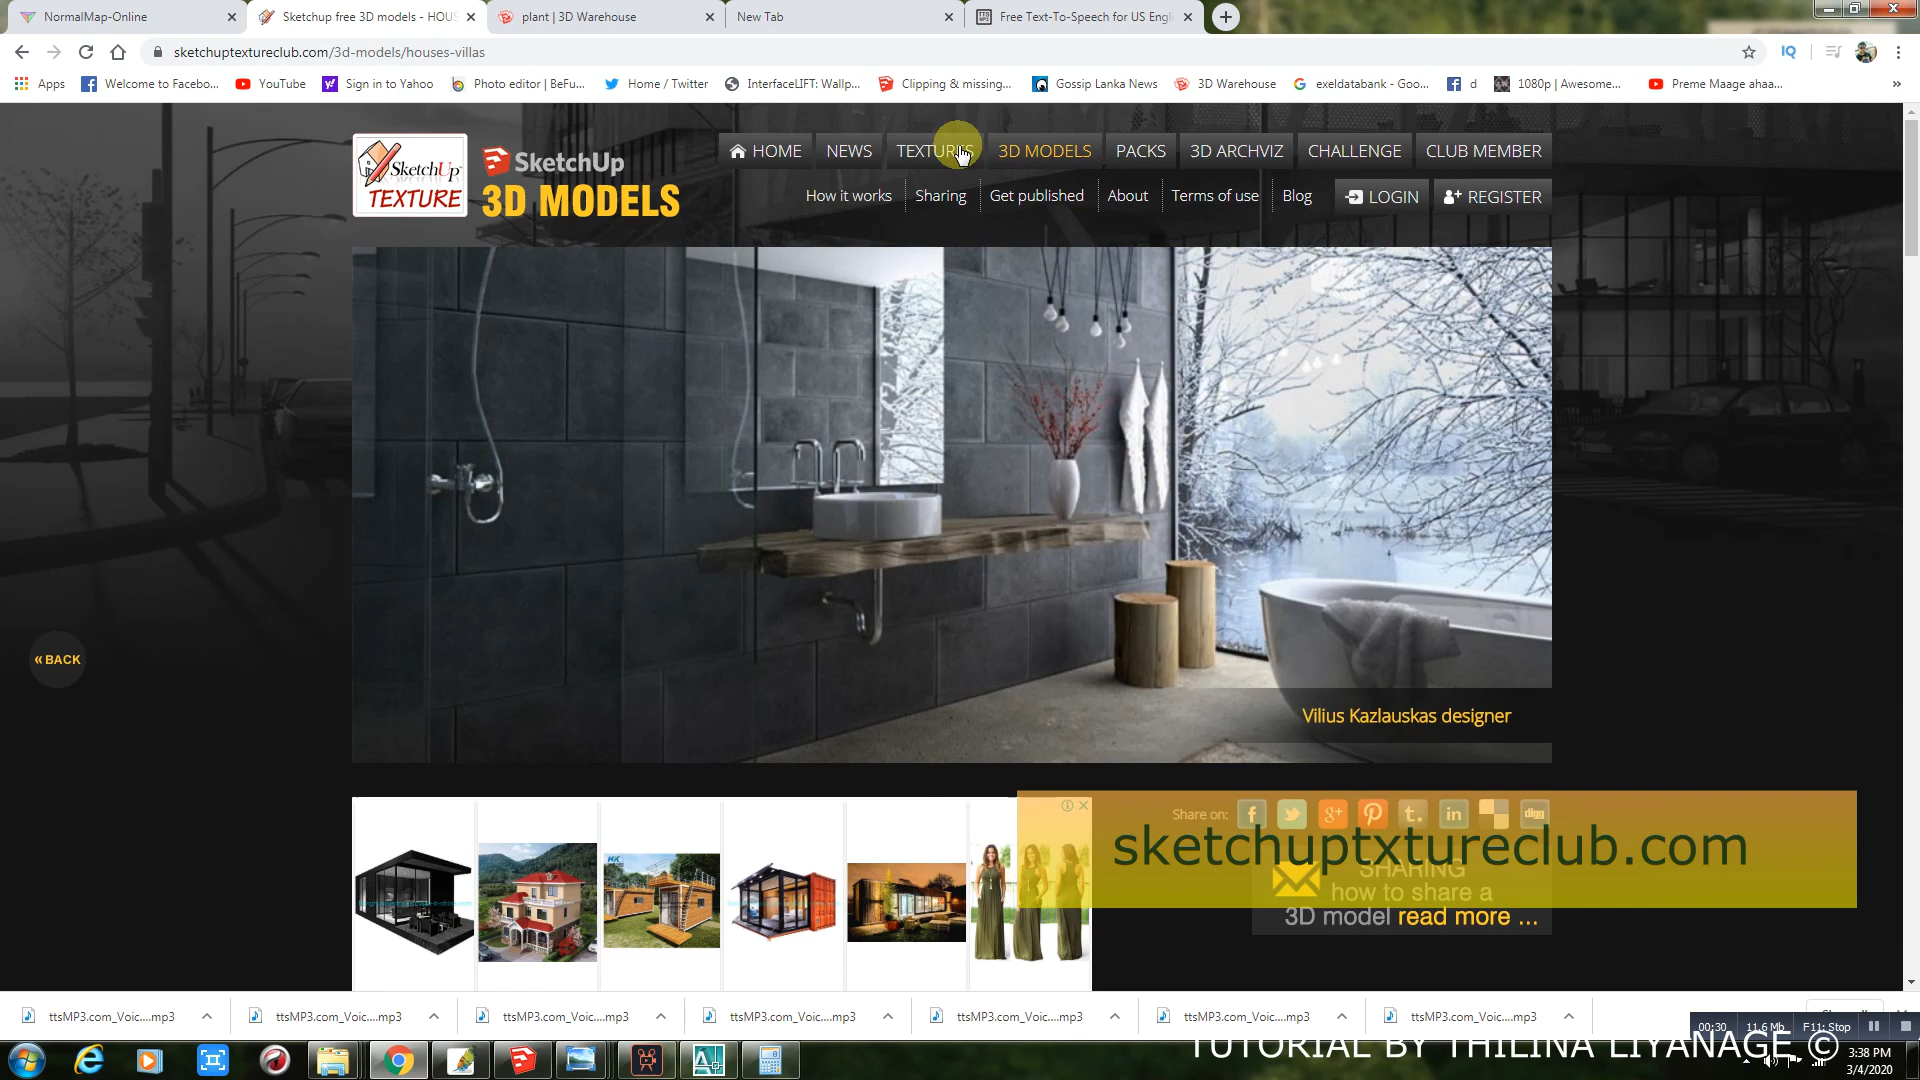 NormalMap-Online
Sketchup free 3D models - HOUS
plant | 3D Warehouse
New Tab
Free Text-To-Speech for US Engli
sketchuptextureclub.com/3d-models/houses-villas
Apps
Welcome to Facebo...
YouTube
Sign in to Yahoo
Photo editor | BeFu...
Home / Twitter
InterfaceLIFT: Wallp...
Clipping & missing...
Gossip Lanka News
3D Warehouse
exeldatabank - Goo...
d
1080p | Awesome...
Preme Maage ahaa...
SketchUp
TEXTURE
SketchUp
3D MODELS
HOME
NEWS
TEXTURES
3D MODELS
PACKS
3D ARCHVIZ
CHALLENGE
CLUB MEMBER
How it works
Sharing
Get published
About
Terms of use
Blog
LOGIN
REGISTER
« BACK
Vilius Kazlauskas designer
Share on:
digg
sketchuptxtureclub.com
SHARING
how to share a
3D model read more ...
ttsMP3.com_Voic....mp3
ttsMP3.com_Voic....mp3
ttsMP3.com_Voic....mp3
ttsMP3.com_Voic....mp3
ttsMP3.com_Voic....mp3
ttsMP3.com_Voic....mp3
ttsMP3.com_Voic....mp3
00:30
11.6 Mb
F11: Stop
TUTORIAL BY THILINA LIYANAGE ©
3:38 PM
3/4/2020